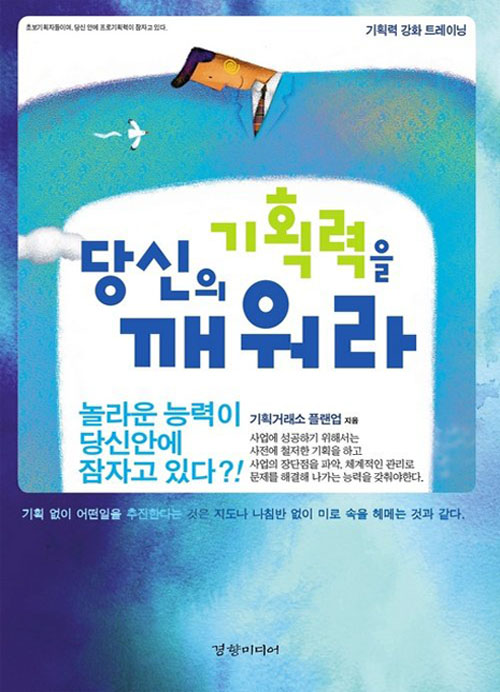 초보기획자들이여, 당신 안에 프로기획력이 잠자고 있다.
기획력 강화 트레이닝
당신의 기획력을
깨워라
놀라운 능력이
당신안에
잠자고 있다?!
기획거래소 플랜업 지음
사업에 성공하기 위해서는
사전에 철저한 기획을 하고
사업의 장단점을 파악, 체계적인 관리로
문제를 해결해 나가는 능력을 갖춰야한다.
기획 없이 어떤일을 추진한다는 것은 지도나 나침반 없이 미로 속을 헤메는 것과 같다.
경향미디어